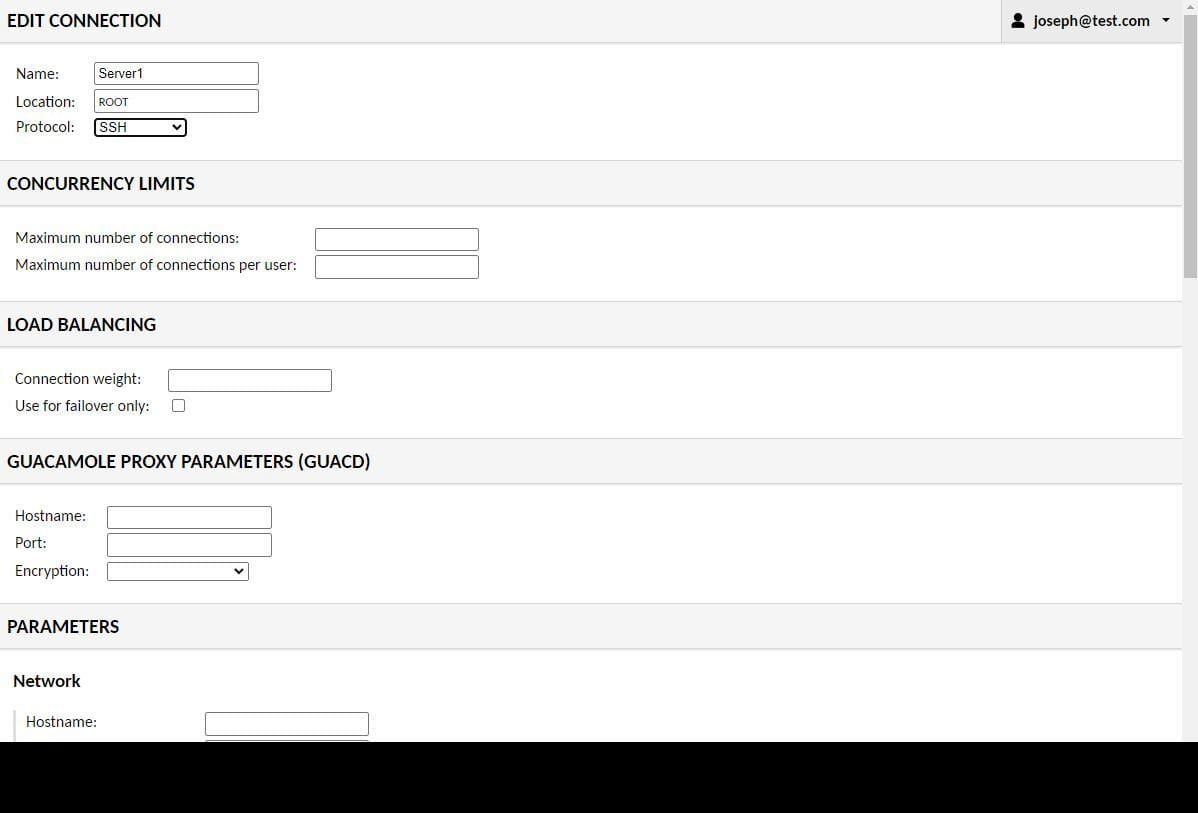 EDIT CONNECTION
joseph@test.com
Name: Server1
Location: ROOT
Protocol: SSH
CONCURRENCY LIMITS
Maximum number of connections:
Maximum number of connections per user:
LOAD BALANCING
Connection weight:
Use for failover only:
GUACAMOLE PROXY PARAMETERS (GUACD)
Hostname:
Port:
Encryption:
PARAMETERS
Network
Hostname: